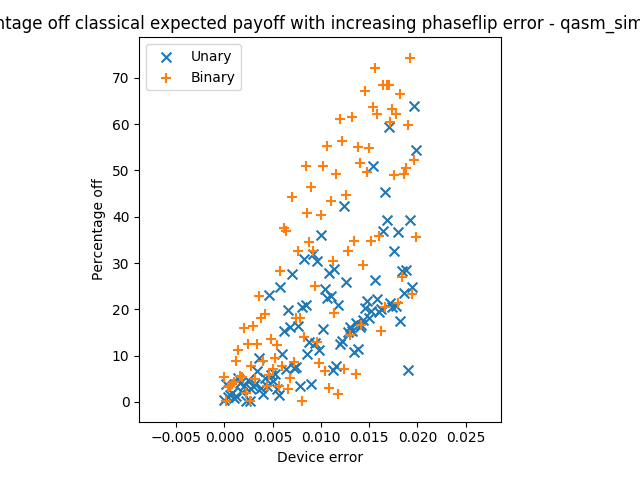 ntage off classical expected payoff with increasing phaseflip error - qasm_sim
Unary
Binary
Percentage off
70
60
50
40
30
20
10
0
−0.005 0.000 0.005 0.010 0.015 0.020 0.025
Device error